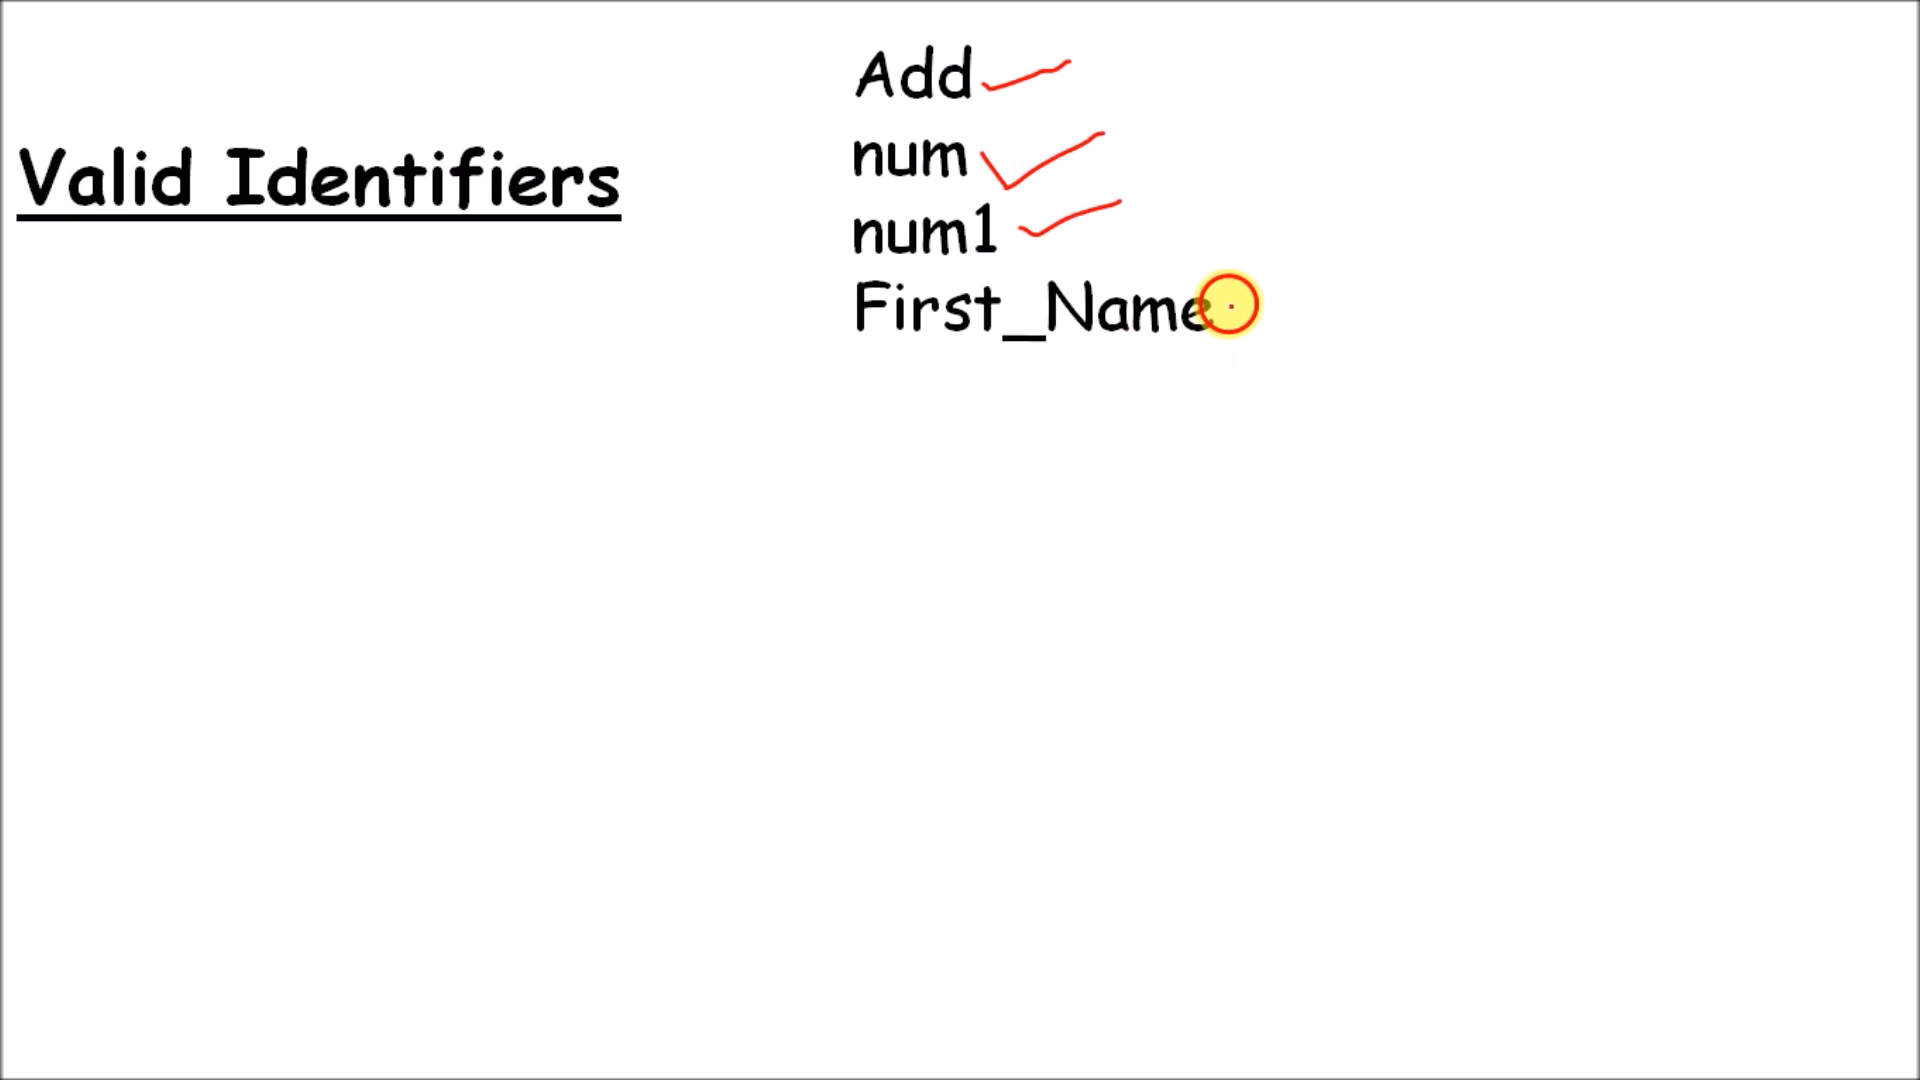 Valid Identifiers
Add
num
num1
First_Name